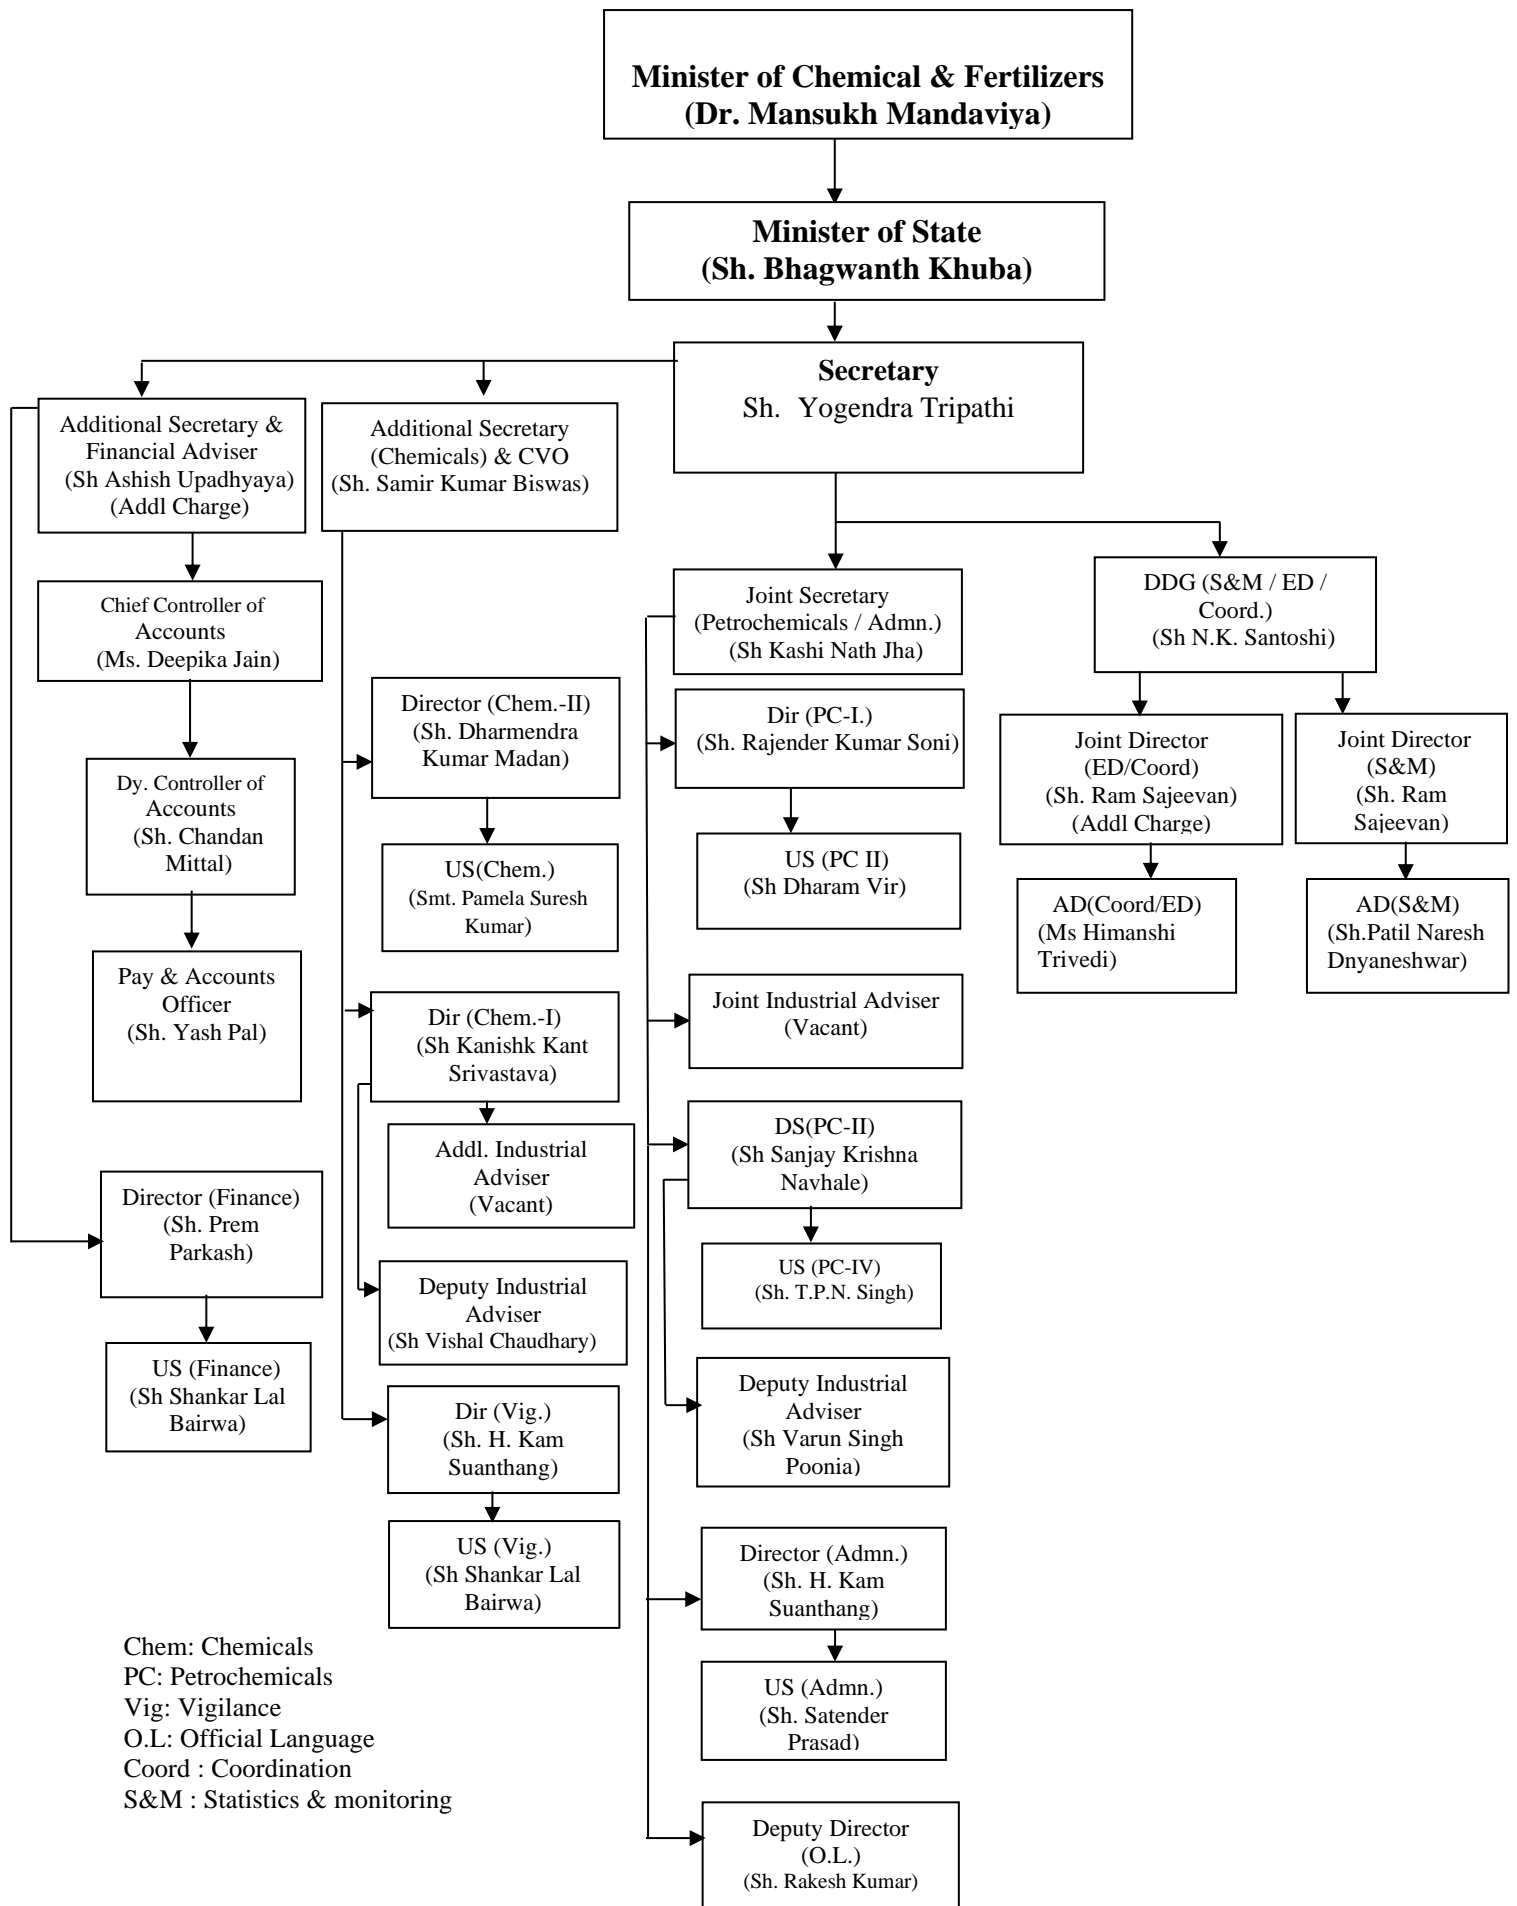 Minister of Chemical & Fertilizers
(Dr. Mansukh Mandaviya)
Minister of State
(Sh. Bhagwanth Khuba)
Secretary
Sh. Yogendra Tripathi
Additional Secretary &
Financial Adviser
(Sh Ashish Upadhyaya)
(Addl Charge)
Chief Controller of
Accounts
(Ms. Deepika Jain)
Dy. Controller of
Accounts
(Sh. Chandan
Mittal)
Pay & Accounts
Officer
(Sh. Yash Pal)
Director (Finance)
(Sh. Prem
Parkash)
US (Finance)
(Sh Shankar Lal
Bairwa)
Additional Secretary
(Chemicals) & CVO
(Sh. Samir Kumar Biswas)
Director (Chem.-II)
(Sh. Dharmendra
Kumar Madan)
US(Chem.)
(Smt. Pamela Suresh
Kumar)
Dir (Chem.-I)
(Sh Kanishk Kant
Srivastava)
Addl. Industrial
Adviser
(Vacant)
Deputy Industrial
Adviser
(Sh Vishal Chaudhary)
Dir (Vig.)
(Sh. H. Kam
Suanthang)
US (Vig.)
(Sh Shankar Lal
Bairwa)
Joint Secretary
(Petrochemicals / Admn.)
(Sh Kashi Nath Jha)
Dir (PC-I.)
(Sh. Rajender Kumar Soni)
US (PC II)
(Sh Dharam Vir)
Joint Industrial Adviser
(Vacant)
DS(PC-II)
(Sh Sanjay Krishna
Navhale)
US (PC-IV)
(Sh. T.P.N. Singh)
Deputy Industrial
Adviser
(Sh Varun Singh
Poonia)
Director (Admn.)
(Sh. H. Kam
Suanthang)
US (Admn.)
(Sh. Satender
Prasad)
Deputy Director
(O.L.)
(Sh. Rakesh Kumar)
DDG (S&M / ED /
Coord.)
(Sh N.K. Santoshi)
Joint Director
(ED/Coord)
(Sh. Ram Sajeevan)
(Addl Charge)
AD(Coord/ED)
(Ms Himanshi
Trivedi)
Joint Director
(S&M)
(Sh. Ram
Sajeevan)
AD(S&M)
(Sh.Patil Naresh
Dnyaneshwar)
Chem: Chemicals
PC: Petrochemicals
Vig: Vigilance
O.L: Official Language
Coord : Coordination
S&M : Statistics & monitoring